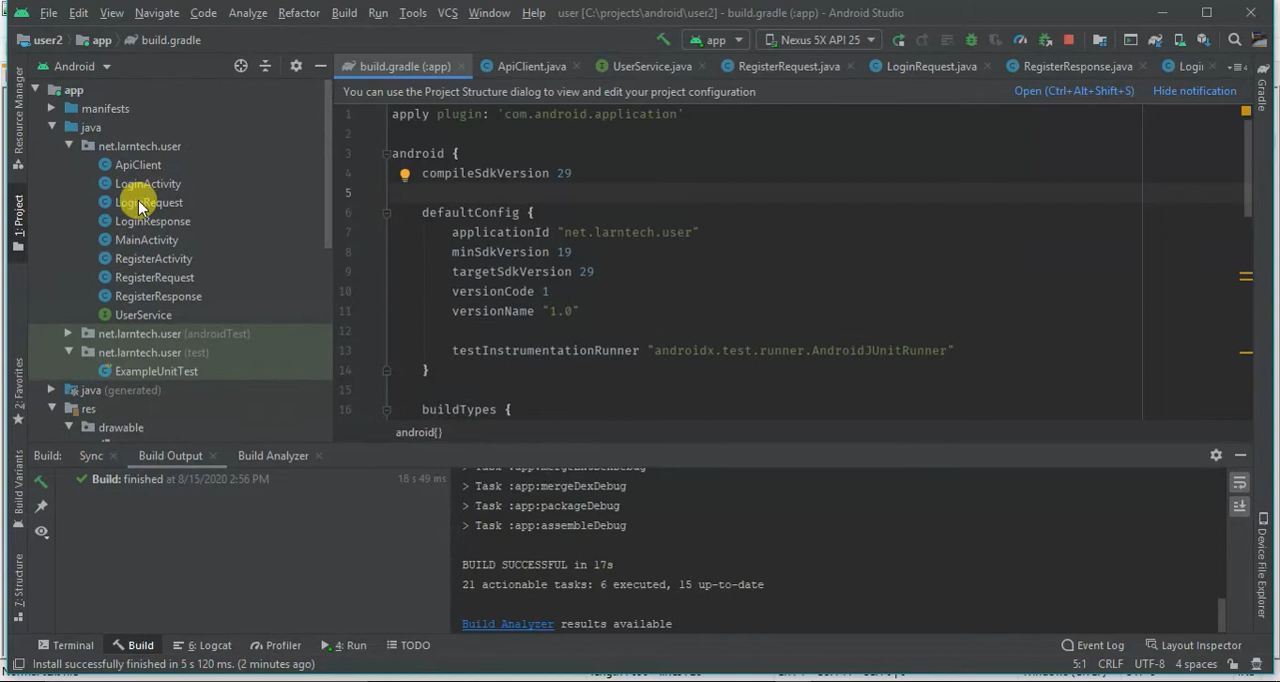 File Edit View Navigate Code Analyze Refactor Build Run Tools VCS Window Help user [C:\projects\android\user2] - build.gradle (:app) - Android Studio
user2 app build.gradle app Nexus 5X API 25
Android build.gradle (:app) ApiClient.java UserService.java RegisterRequest.java LoginRequest.java RegisterResponse.java Logi
You can use the Project Structure dialog to view and edit your project configuration Open (Ctrl+Alt+Shift+S) Hide notification
Resource Manager
1: Project
2: Favorites
Build Variants
7: Structure
app
manifests
java
net.larntech.user
ApiClient
LoginActivity
LoginRequest
LoginResponse
MainActivity
RegisterActivity
RegisterRequest
RegisterResponse
UserService
net.larntech.user (androidTest)
net.larntech.user (test)
ExampleUnitTest
java (generated)
res
drawable
1 apply plugin: 'com.android.application'
2
3 android {
4 compileSdkVersion 29
5
6 defaultConfig {
7 applicationId "net.larntech.user"
8 minSdkVersion 19
9 targetSdkVersion 29
10 versionCode 1
11 versionName "1.0"
12
13 testInstrumentationRunner "androidx.test.runner.AndroidJUnitRunner"
14 }
15
16 buildTypes {
android{}
Gradle
Device File Explorer
Build: Sync Build Output Build Analyzer
Build: finished at 8/15/2020 2:56 PM 18 s 49 ms
> Task :app:mergeDexDebug
> Task :app:packageDebug
> Task :app:assembleDebug
BUILD SUCCESSFUL in 17s
21 actionable tasks: 6 executed, 15 up-to-date
Build Analyzer results available
Terminal Build 6: Logcat Profiler 4: Run TODO Event Log Layout Inspector
Install successfully finished in 5 s 120 ms. (2 minutes ago) 5:1 CRLF UTF-8 4 spaces